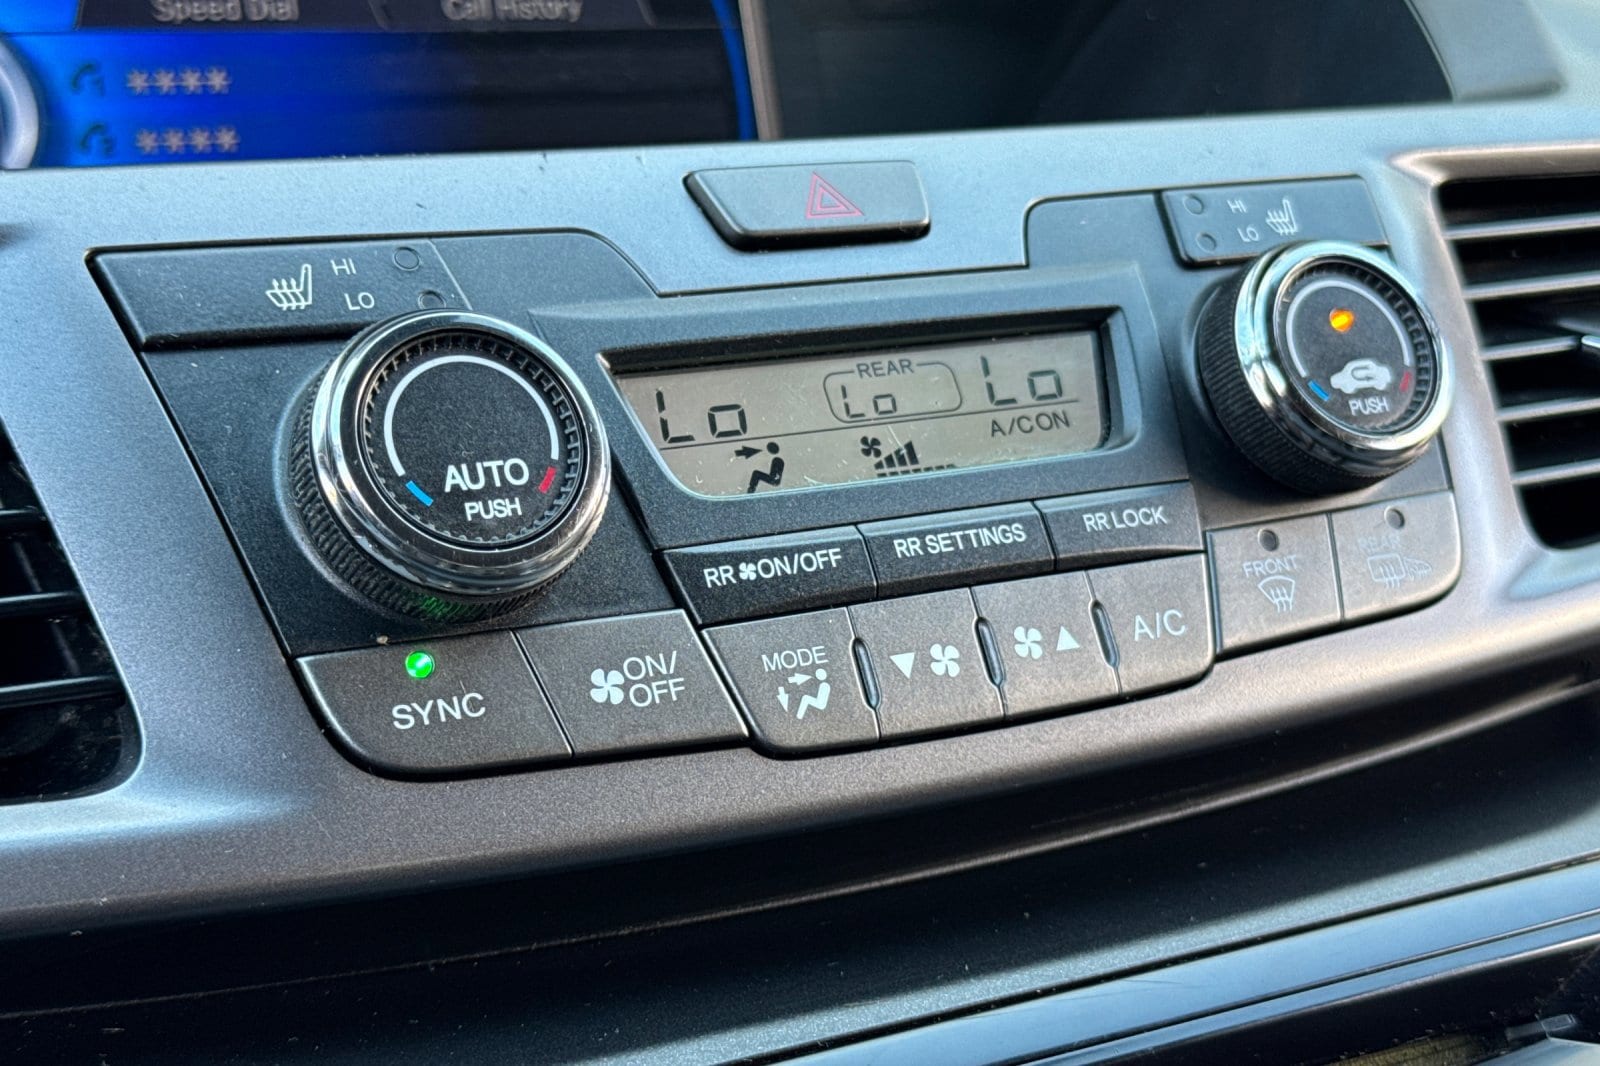 Speed Dial
Call History
****
****
HI
LO
HI
LO
AUTO
PUSH
Lo
REAR
Lo
Lo
A/CON
PUSH
RR ON/OFF
RR SETTINGS
RR LOCK
FRONT
REAR
SYNC
ON/
OFF
MODE
A/C